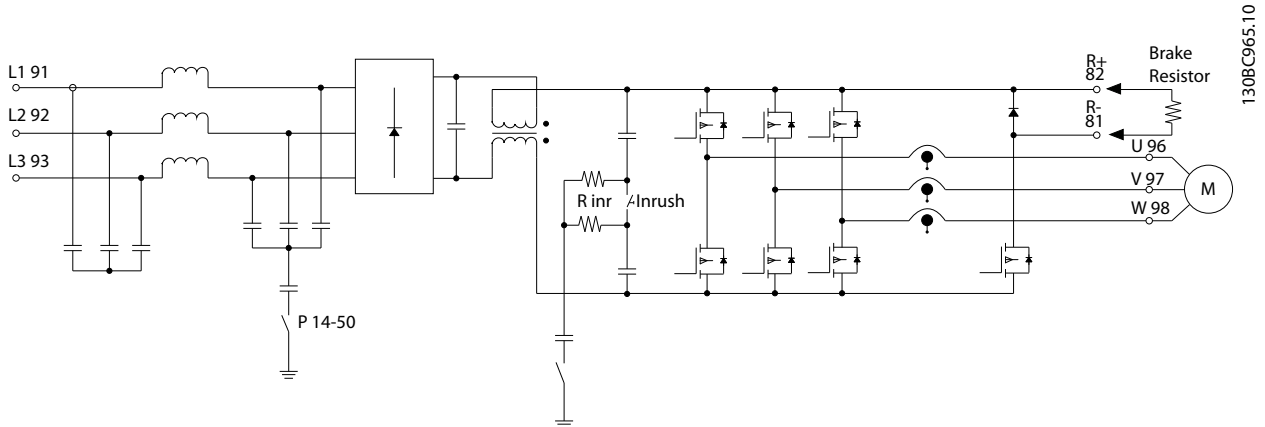 L1 91
L2 92
L3 93
P 14-50
R inr
Inrush
R+
82
R-
81
Brake
Resistor
U 96
V 97
W 98
M
130BC965.10